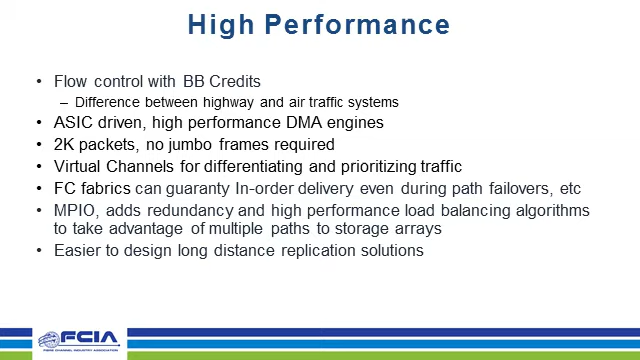 High Performance
• Flow control with BB Credits
– Difference between highway and air traffic systems
• ASIC driven, high performance DMA engines
• 2K packets, no jumbo frames required
• Virtual Channels for differentiating and prioritizing traffic
• FC fabrics can guaranty In-order delivery even during path failovers, etc
• MPIO, adds redundancy and high performance load balancing algorithms
to take advantage of multiple paths to storage arrays
• Easier to design long distance replication solutions
FCIA
FIBRE CHANNEL INDUSTRY ASSOCIATION